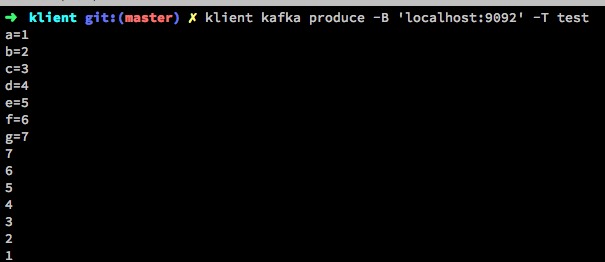 ➜ klient git:(master) ✗ klient kafka produce -B 'localhost:9092' -T test
a=1
b=2
c=3
d=4
e=5
f=6
g=7
7
6
5
4
3
2
1